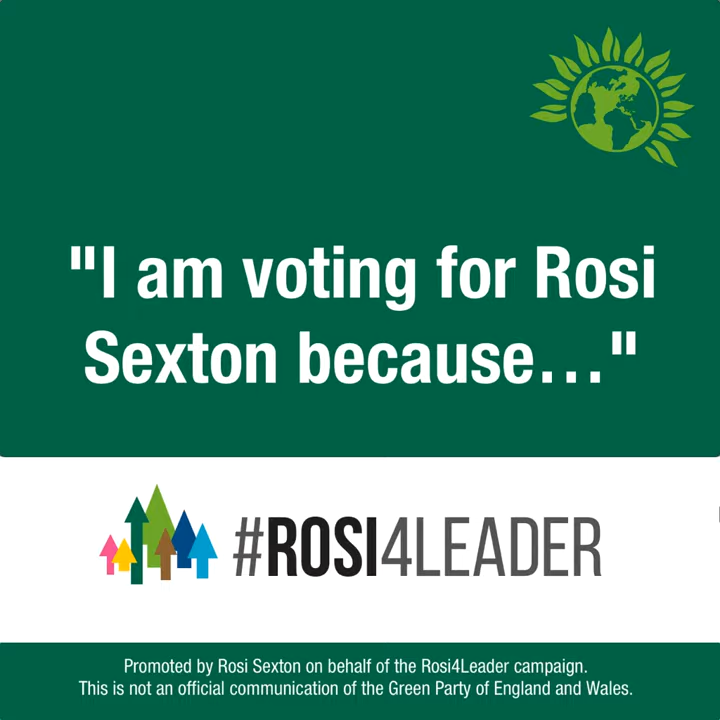 "I am voting for Rosi
Sexton because..."
#ROSI4LEADER
Promoted by Rosi Sexton on behalf of the Rosi4Leader campaign.
This is not an official communication of the Green Party of England and Wales.